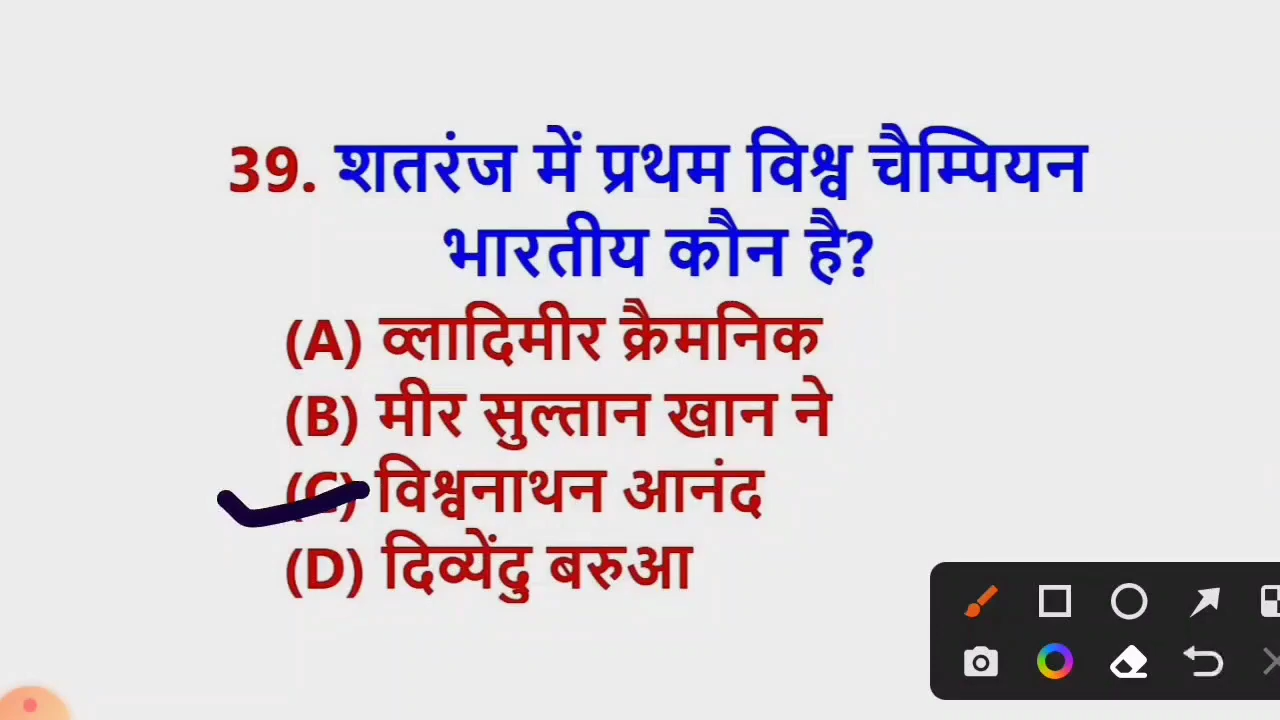 39. शतरंज में प्रथम विश्व चैम्पियन
भारतीय कौन है?
(A) व्लादिमीर क्रैमनिक
(B) मीर सुल्तान खान ने
(C) विश्वनाथन आनंद
(D) दिव्येंदु बरुआ